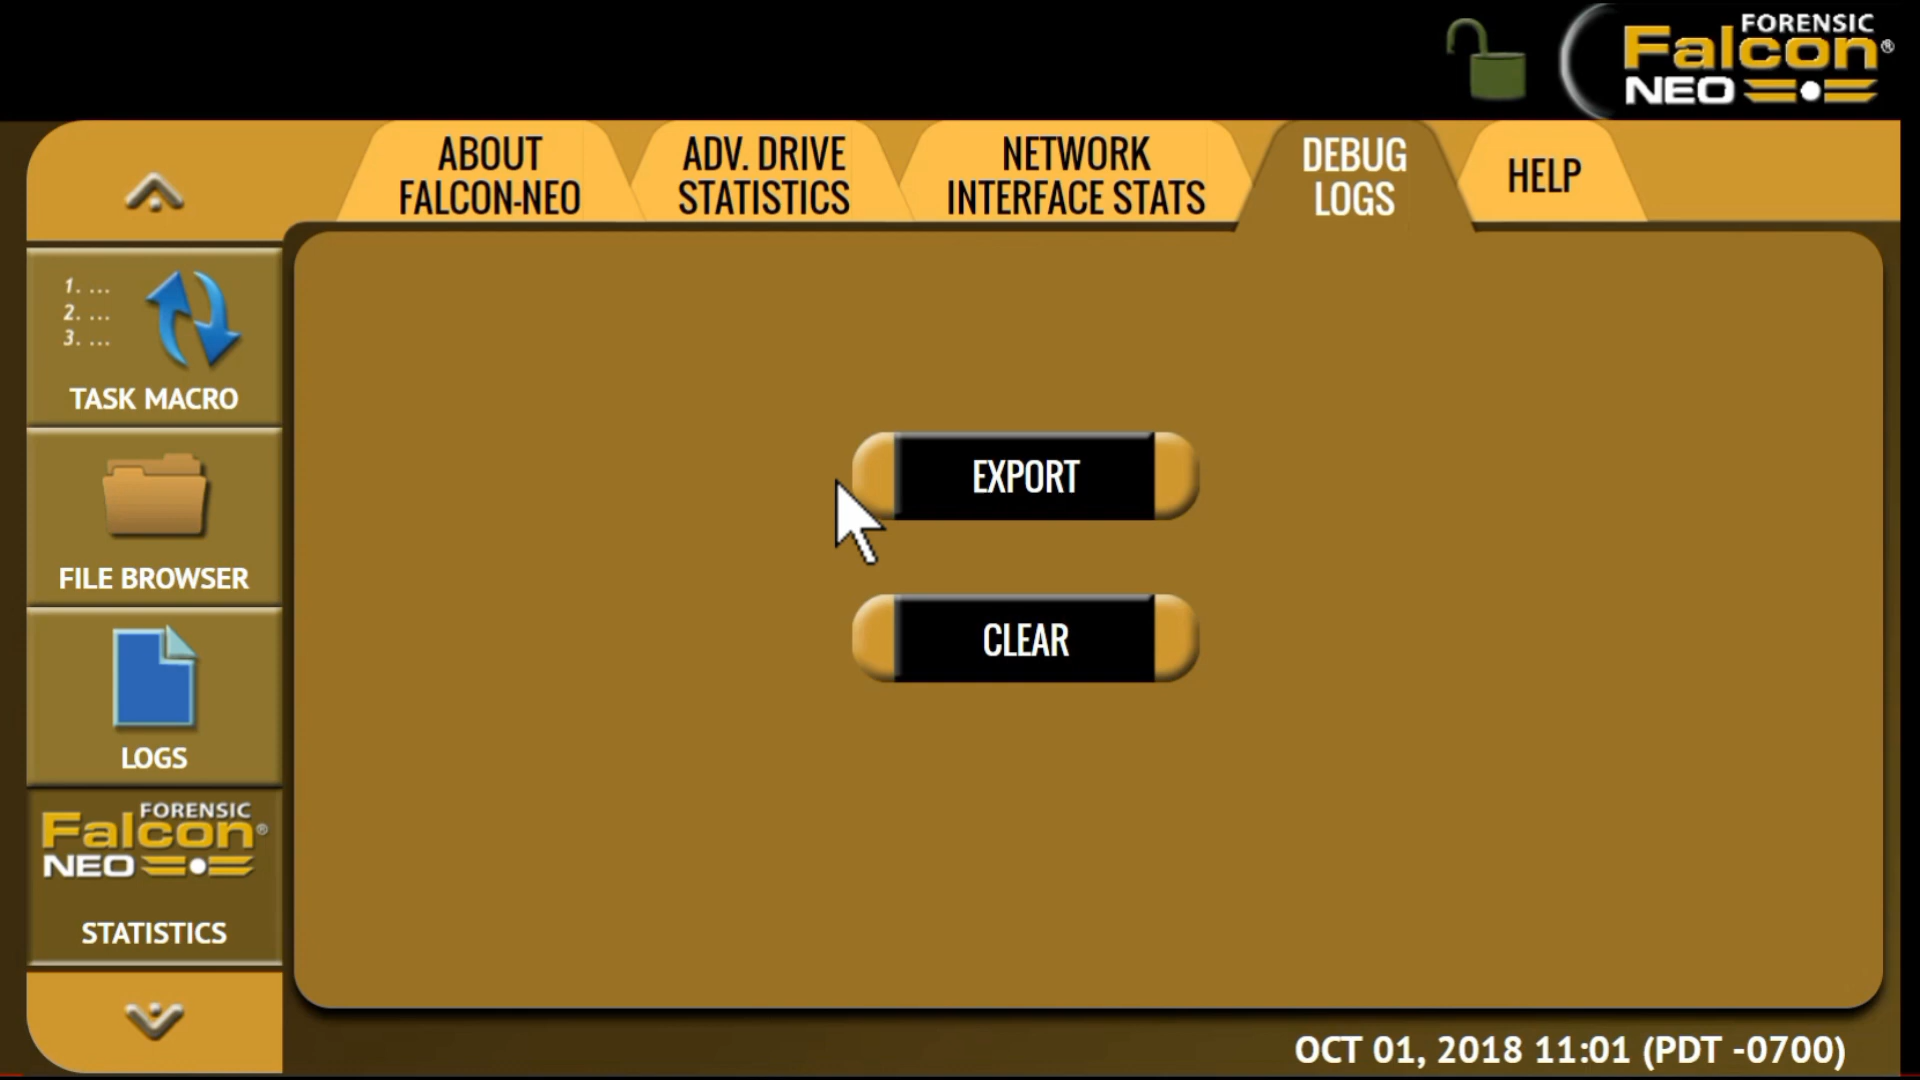 FORENSIC
Falcon®
NEO
ABOUT
FALCON-NEO
ADV. DRIVE
STATISTICS
NETWORK
INTERFACE STATS
DEBUG
LOGS
HELP
1. ...
2. ...
3. ...
TASK MACRO
FILE BROWSER
LOGS
FORENSIC
Falcon®
NEO
STATISTICS
EXPORT
CLEAR
OCT 01, 2018 11:01 (PDT -0700)